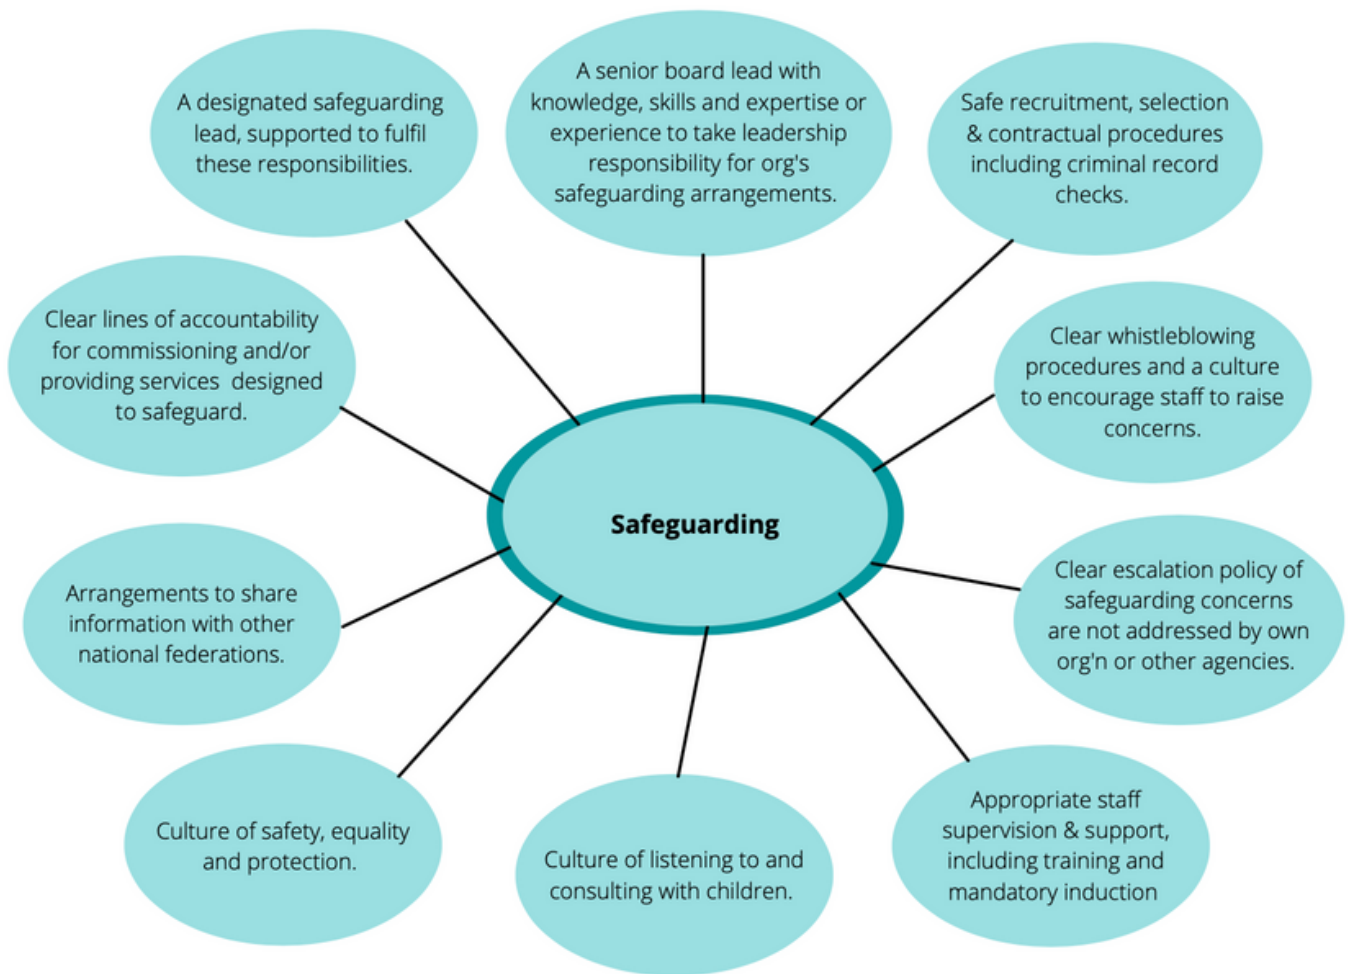 A designated safeguarding
lead, supported to fulfil
these responsibilities.
A senior board lead with
knowledge, skills and expertise or
experience to take leadership
responsibility for org's
safeguarding arrangements.
Safe recruitment, selection
& contractual procedures
including criminal record
checks.
Clear lines of accountability
for commissioning and/or
providing services designed
to safeguard.
Clear whistleblowing
procedures and a culture
to encourage staff to raise
concerns.
Safeguarding
Arrangements to share
information with other
national federations.
Clear escalation policy of
safeguarding concerns
are not addressed by own
org'n or other agencies.
Culture of safety, equality
and protection.
Culture of listening to and
consulting with children.
Appropriate staff
supervision & support,
including training and
mandatory induction